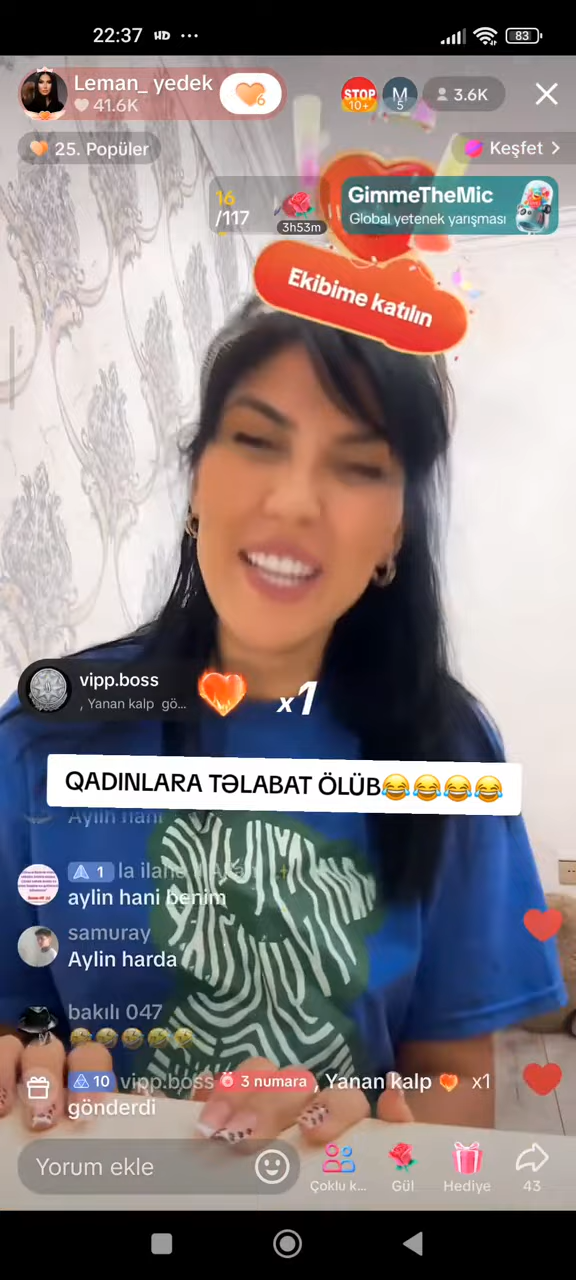 22:37 HD ... 83
Leman_ yedek
41.6K
6
STOP
10+
M
5
3.6K
25. Popüler
Keşfet >
16
/117
3h53m
GimmeTheMic
Global yetenek yarışması
Ekibime katılın
vipp.boss
, Yanan kalp gö...
x1
QADINLARA TƏLABAT ÖLÜB😂😂😂😂
Aylin hani
1
aylin hani benim
samuray
Aylin harda
bakılı 047
🤣🤣🤣🤣🤣
10 vipp.boss 3 numara , Yanan kalp x1
gönderdi
Yorum ekle
Çoklu k...
Gül
Hediye
43